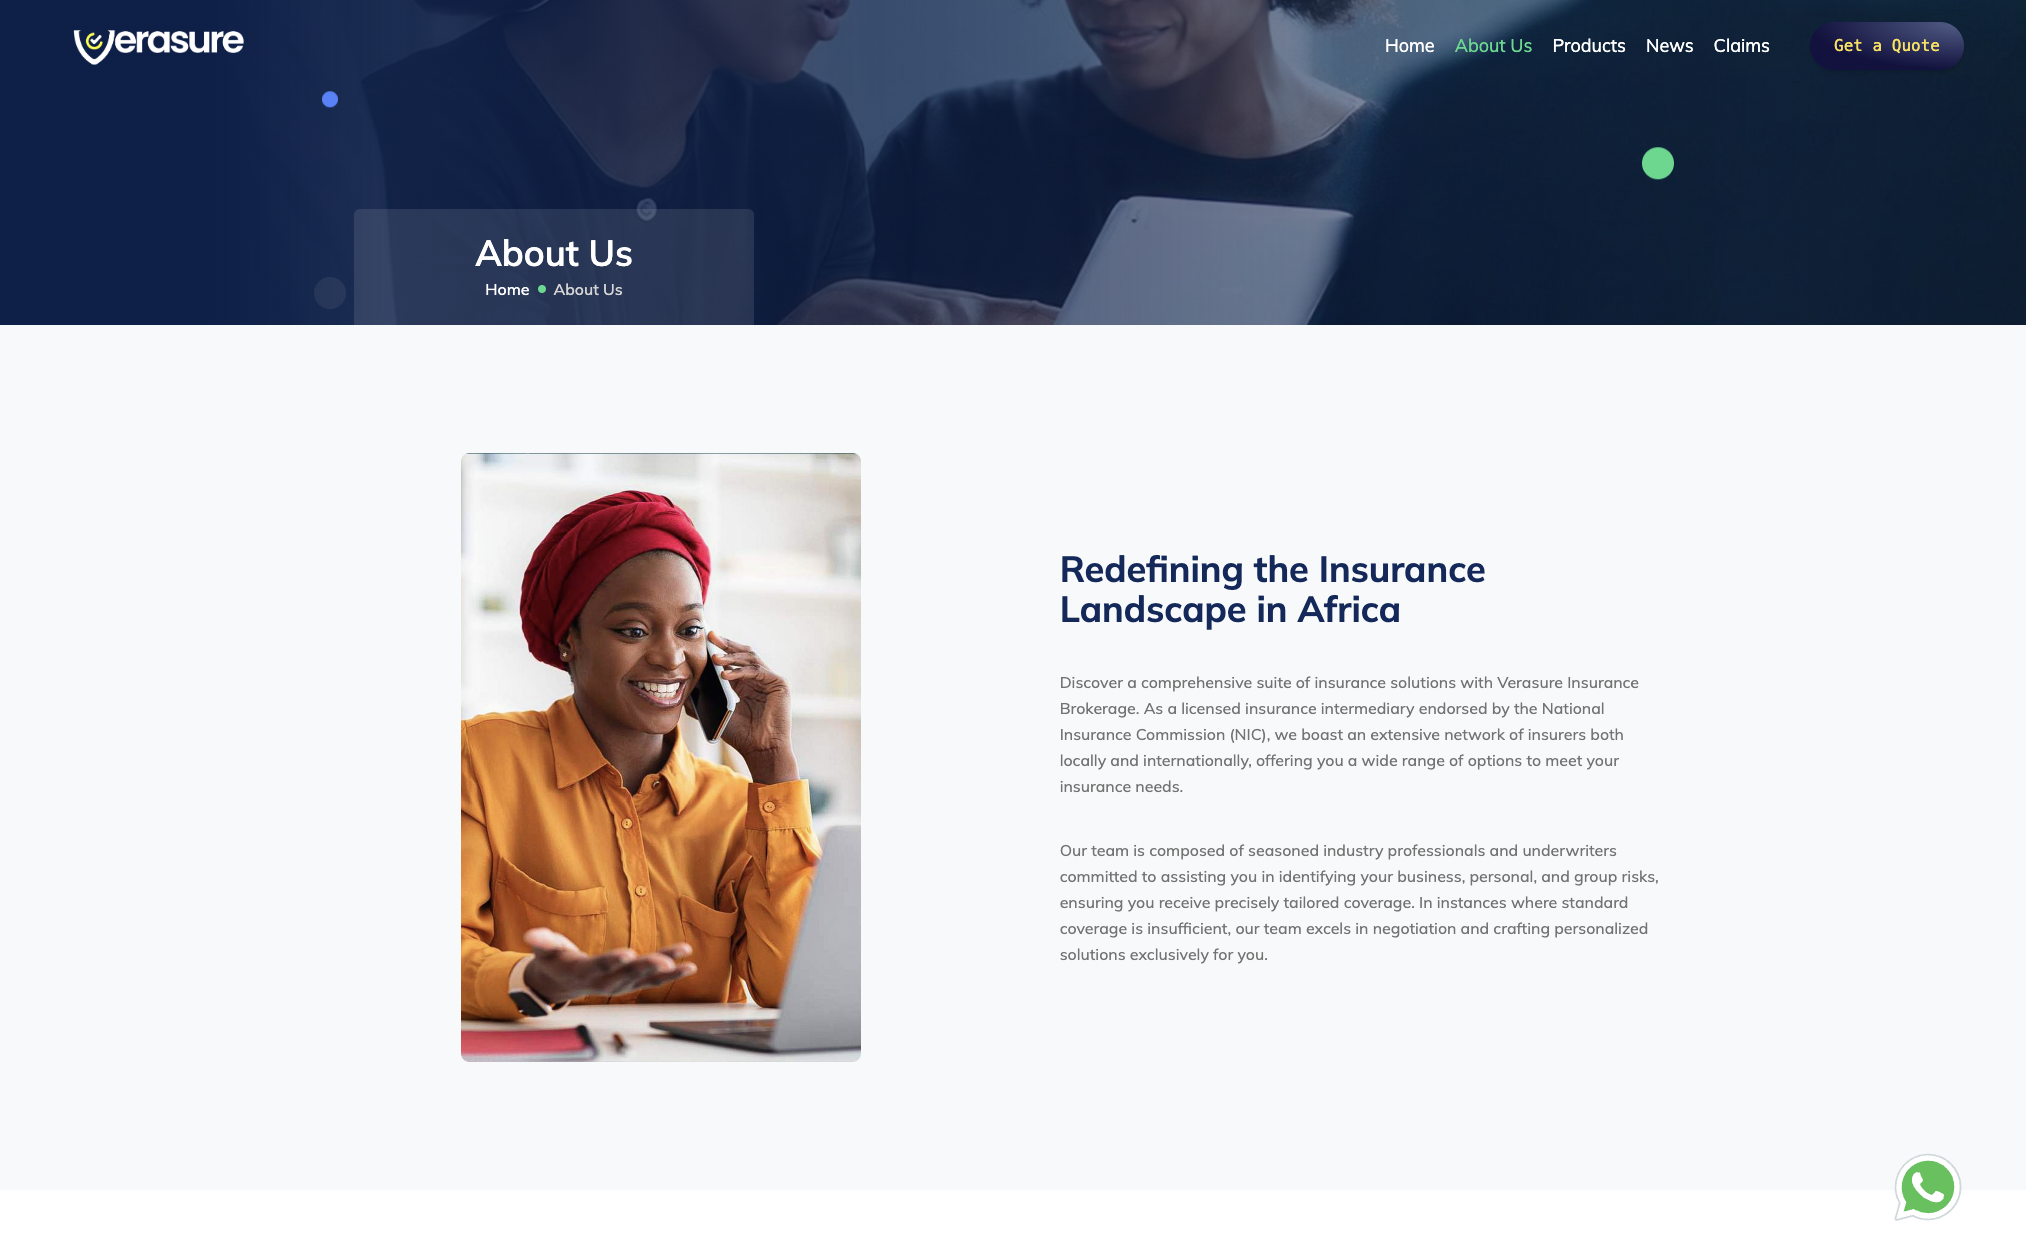 Verasure
Home
About Us
Products
News
Claims
Get a Quote
About Us
Home
About Us
Redefining the Insurance
Landscape in Africa
Discover a comprehensive suite of insurance solutions with Verasure Insurance
Brokerage. As a licensed insurance intermediary endorsed by the National
Insurance Commission (NIC), we boast an extensive network of insurers both
locally and internationally, offering you a wide range of options to meet your
insurance needs.
Our team is composed of seasoned industry professionals and underwriters
committed to assisting you in identifying your business, personal, and group risks,
ensuring you receive precisely tailored coverage. In instances where standard
coverage is insufficient, our team excels in negotiation and crafting personalized
solutions exclusively for you.